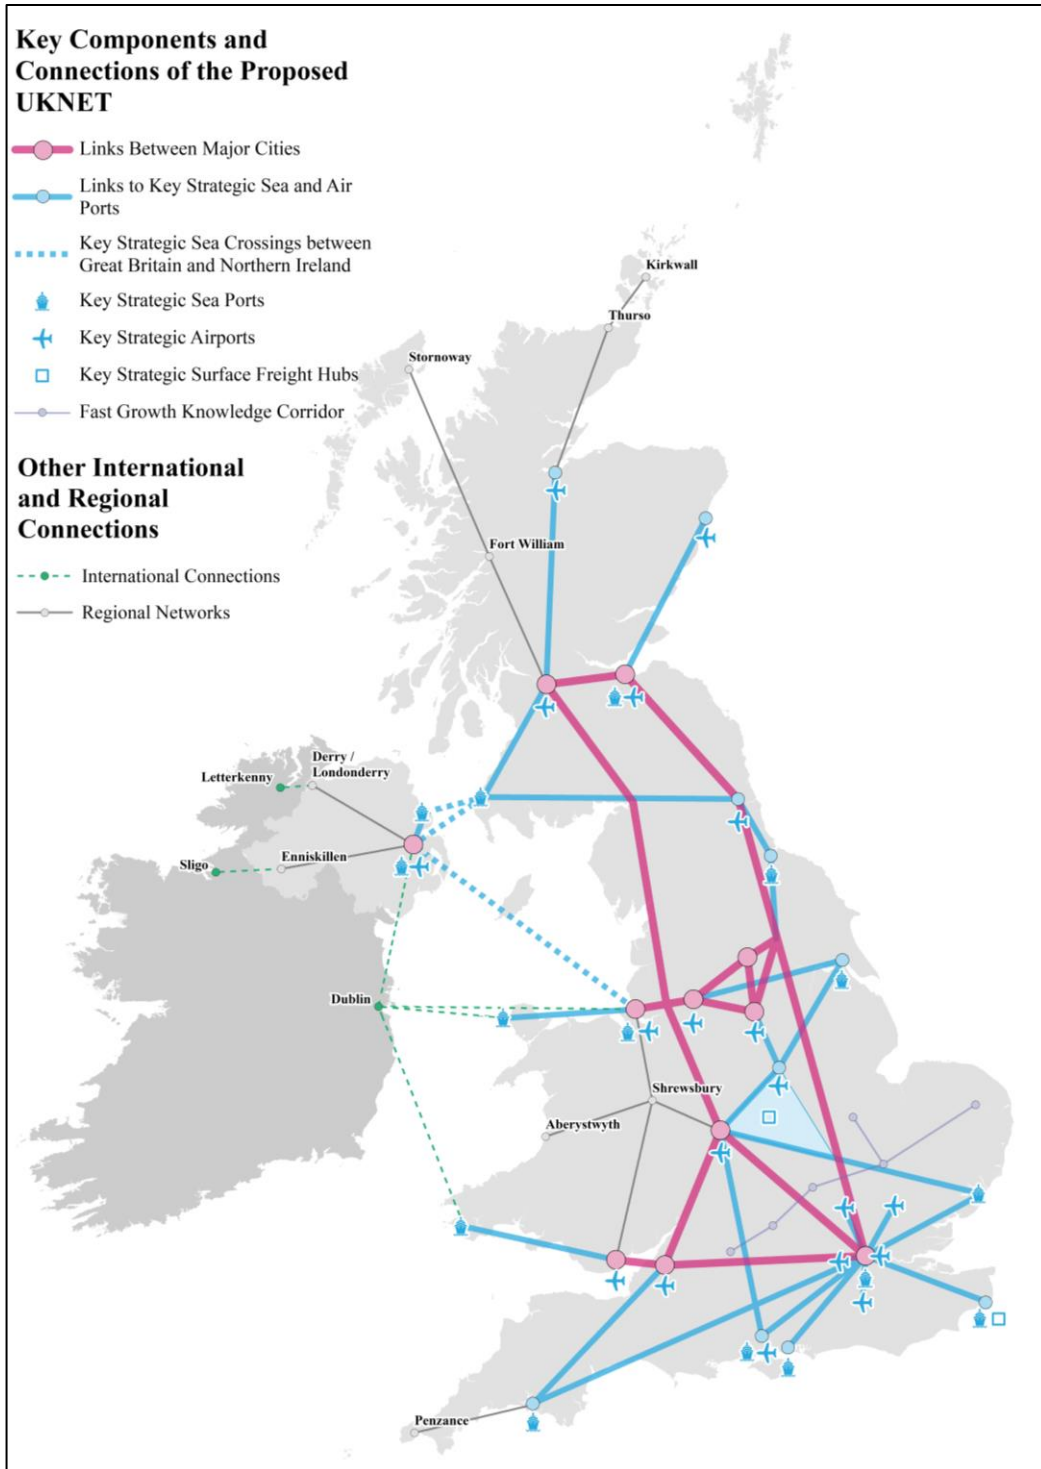 Key Components and
Connections of the Proposed
UKNET
Links Between Major Cities
Links to Key Strategic Sea and Air
Ports
Key Strategic Sea Crossings between
Great Britain and Northern Ireland
Key Strategic Sea Ports
Key Strategic Airports
Key Strategic Surface Freight Hubs
Fast Growth Knowledge Corridor
Other International
and Regional
Connections
International Connections
Regional Networks
Kirkwall
Thurso
Stornoway
Fort William
Derry /
Londonderry
Letterkenny
Enniskillen
Sligo
Dublin
Shrewsbury
Aberystwyth
Penzance